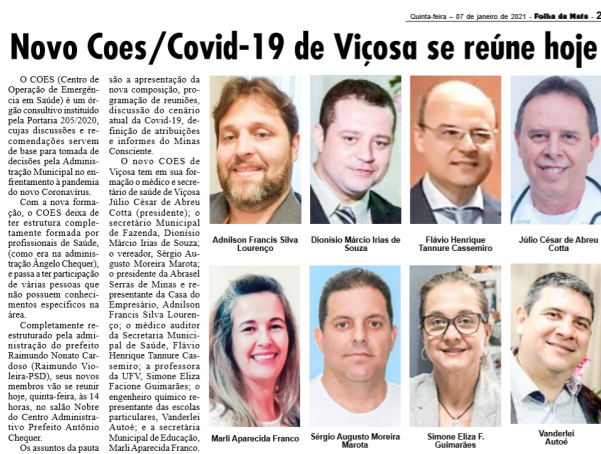 Quinta-feira – 07 de janeiro de 2021 - Folha da Mata - 2
Novo Coes/Covid-19 de Viçosa se reúne hoje
O COES (Centro de
Operação de Emergên-
cia em Saúde) é um ór-
gão consultivo instituído
pela Portaria 205/2020,
cujas discussões e re-
comendações servem
de base para tomada de
decisões pela Adminis-
tração Municipal no en-
frentamento à pandemia
do novo Coronavírus.
Com a nova forma-
ção, o COES deixa de
ter estrutura comple-
tamente formada por
profissionais de Saúde,
(como era na adminis-
tração Ângelo Chequer),
e passa a ter participação
de várias pessoas que
não possuem conheci-
mentos específicos na
área.
Completamente re-
estruturado pela admi-
nistração do prefeito
Raimundo Nonato Car-
doso (Raimundo Vio-
leira-PSD), seus novos
membros vão se reunir
hoje, quinta-feira, às 14
horas, no salão Nobre
do Centro Administra-
tivo Prefeito Antônio
Chequer.
Os assuntos da pauta
são a apresentação da
nova composição, pro-
gramação de reuniões,
discussão do cenário
atual da Covid-19, de-
finição de atribuições
e informes do Minas
Consciente.
O novo COES de
Viçosa tem em sua for-
mação o médico e secre-
tário de saúde de Viçosa
Júlio César de Abreu
Cotta (presidente); o
secretário Municipal
de Fazenda, Dionísio
Márcio Irias de Souza;
o vereador, Sérgio Au-
gusto Moreira Marota;
o presidente da Abrasel
Serras de Minas e repre-
sentante da Casa do
Empresário, Adnilson
Francis Silva Louren-
ço; o médico auditor
da Secretaria Munici-
pal de Saúde, Flávio
Henrique Tannure Cas-
semiro; a professora
da UFV, Simone Eliza
Facione Guimarães; o
engenheiro químico re-
presentante das escolas
particulares, Vanderlei
Autoé; e a secretária
Municipal de Educação,
Marli Aparecida Franco.
Adnilson Francis Silva
Lourenço
Dionísio Márcio Irias de
Souza
Flávio Henrique
Tannure Cassemiro
Júlio César de Abreu
Cotta
Marli Aparecida Franco
Sérgio Augusto Moreira
Marota
Simone Eliza F.
Guimarães
Vanderlei
Autoé